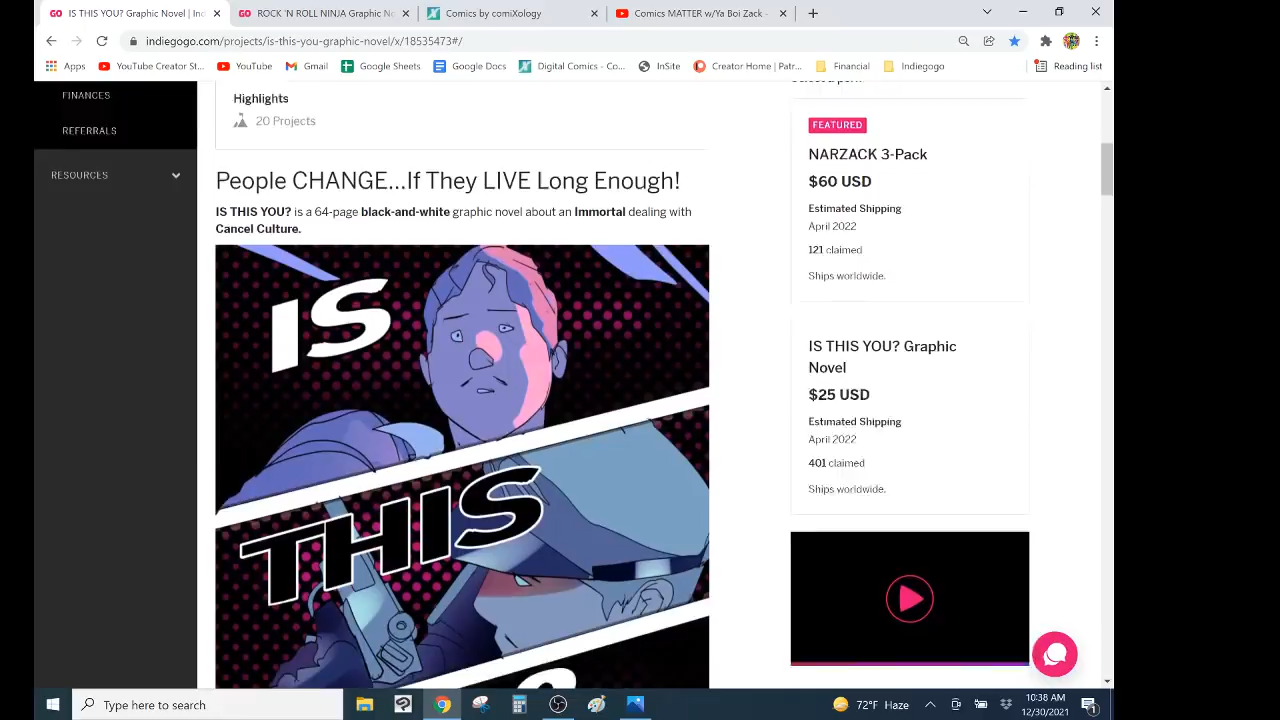 GO IS THIS YOU? Graphic Novel | Ind
GO ROCK 'N ROLL NINJA Graphic Ne
Comics by comiXology
Comics MATTER w/Ya Boi Zack -
indiegogo.com/projects/is-this-you-graphic-novel/x/18535473#/
Apps YouTube Creator St... YouTube Gmail Google Sheets Google Docs Digital Comics - Co... InSite Creator Home | Patr... Financial Indiegogo Reading list
FINANCES
REFERRALS
RESOURCES
Highlights
20 Projects
People CHANGE...If They LIVE Long Enough!
IS THIS YOU? is a 64-page black-and-white graphic novel about an Immortal dealing with
Cancel Culture.
IS
THIS
FEATURED
NARZACK 3-Pack
$60 USD
Estimated Shipping
April 2022
121 claimed
Ships worldwide.
IS THIS YOU? Graphic
Novel
$25 USD
Estimated Shipping
April 2022
401 claimed
Ships worldwide.
Type here to search
72°F Haze
10:38 AM
12/30/2021
1